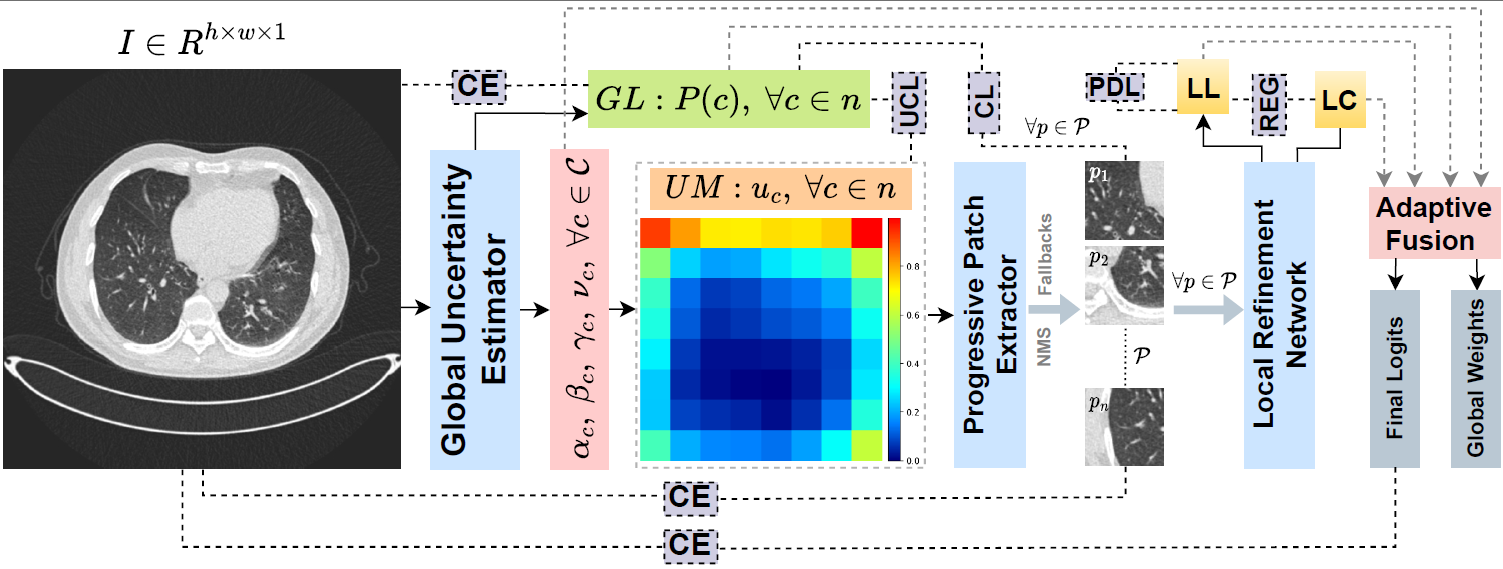 I ∈ R^{h×w×1}
CE
GL : P(c), ∀c ∈ n
UCL
CL
∀p ∈ 𝒫
PDL
LL
REG
LC
Global Uncertainty
Estimator
α_c, β_c, γ_c, ν_c, ∀c ∈ 𝒞
UM : u_c, ∀c ∈ n
0.8
0.6
0.4
0.2
0.0
Progressive Patch
Extractor
NMS Fallbacks
p_1
p_2
𝒫
p_n
∀p ∈ 𝒫
Local Refinement
Network
Adaptive
Fusion
Final Logits
Global Weights
CE
CE